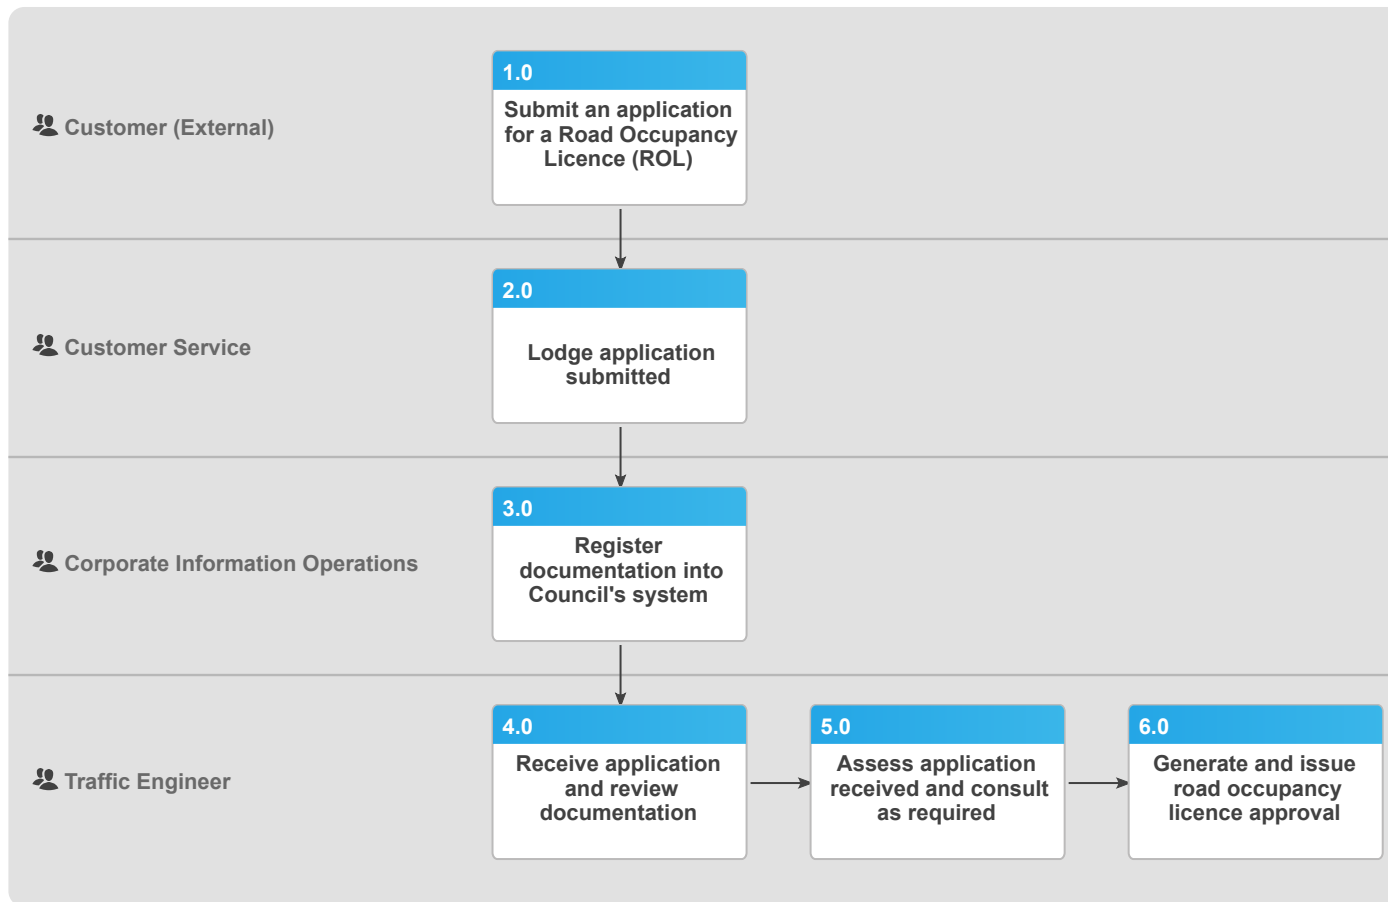 Customer (External)
1.0
Submit an application
for a Road Occupancy
Licence (ROL)
Customer Service
2.0
Lodge application
submitted
Corporate Information Operations
3.0
Register
documentation into
Council's system
Traffic Engineer
4.0
Receive application
and review
documentation
5.0
Assess application
received and consult
as required
6.0
Generate and issue
road occupancy
licence approval